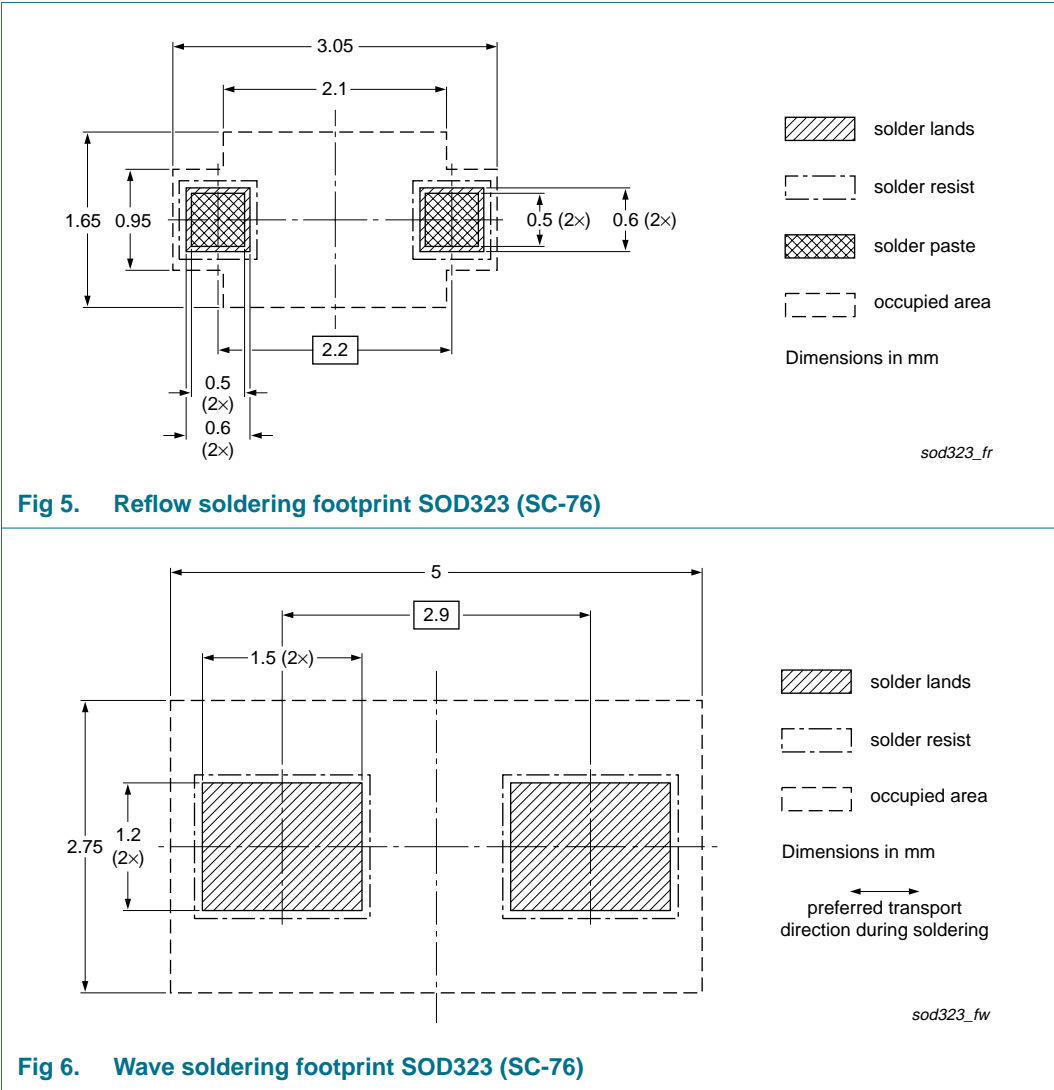 3.05
2.1
solder lands
solder resist
1.65 0.95
0.5 (2×) 0.6 (2×)
solder paste
occupied area
2.2
Dimensions in mm
0.5
(2×)
0.6
(2×)
sod323_fr
Fig 5. Reflow soldering footprint SOD323 (SC-76)
5
2.9
1.5 (2×)
solder lands
solder resist
occupied area
2.75 1.2
(2×)
Dimensions in mm
preferred transport
direction during soldering
sod323_fw
Fig 6. Wave soldering footprint SOD323 (SC-76)